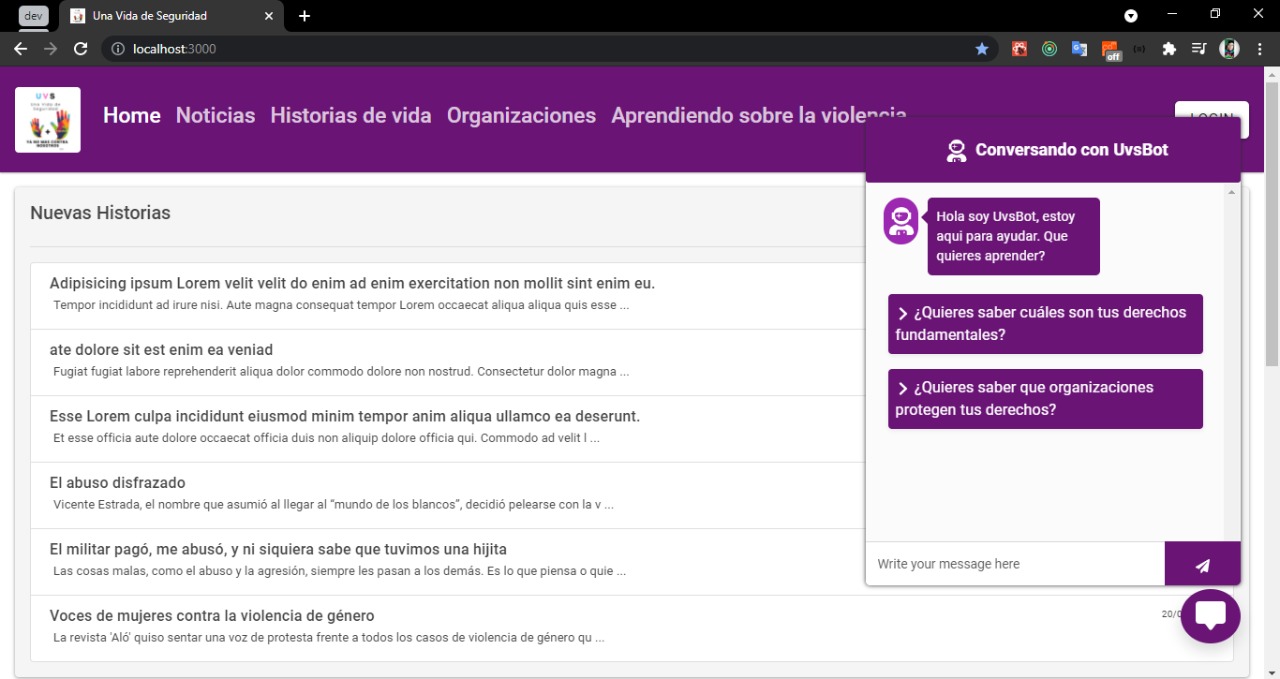 dev
Una Vida de Seguridad
localhost:3000
off
UVS
Una Vida de
Seguridad
Home Noticias Historias de vida Organizaciones Aprendiendo sobre la violencia
LOGIN
Conversando con UvsBot
Hola soy UvsBot, estoy
aqui para ayudar. Que
quieres aprender?
¿Quieres saber cuáles son tus derechos
fundamentales?
¿Quieres saber que organizaciones
protegen tus derechos?
Write your message here
Nuevas Historias
Adipisicing ipsum Lorem velit velit do enim ad enim exercitation non mollit sint enim eu.
Tempor incididunt ad irure nisi. Aute magna consequat tempor Lorem occaecat aliqua aliqua quis esse ...
ate dolore sit est enim ea veniad
Fugiat fugiat labore reprehenderit aliqua dolor commodo dolore non nostrud. Consectetur dolor magna ...
Esse Lorem culpa incididunt eiusmod minim tempor anim aliqua ullamco ea deserunt.
Et esse officia aute dolore occaecat officia duis non aliquip dolore officia qui. Commodo ad velit l ...
El abuso disfrazado
Vicente Estrada, el nombre que asumió al llegar al “mundo de los blancos”, decidió pelearse con la v ...
El militar pagó, me abusó, y ni siquiera sabe que tuvimos una hijita
Las cosas malas, como el abuso y la agresión, siempre les pasan a los demás. Es lo que piensa o quie ...
Voces de mujeres contra la violencia de género
20/0
La revista 'Aló' quiso sentar una voz de protesta frente a todos los casos de violencia de género qu ...